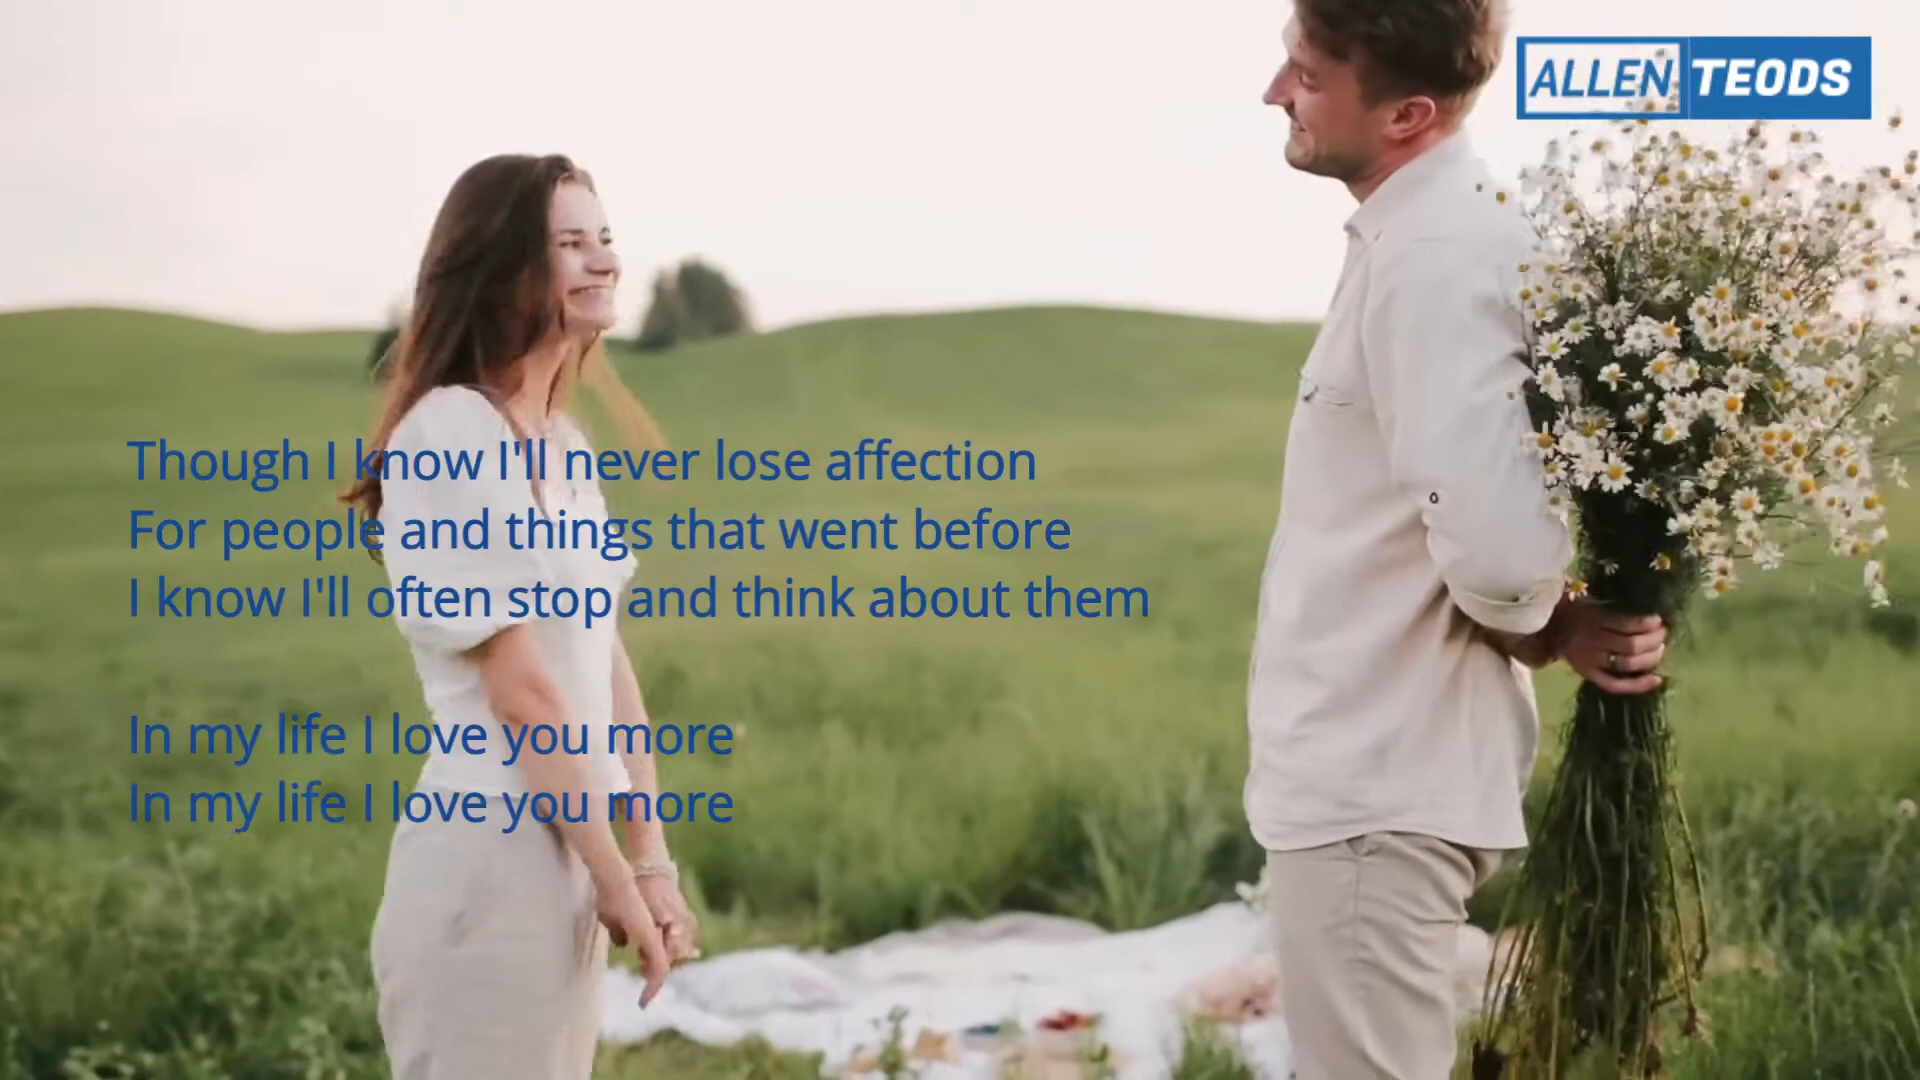 ALLEN TEODS
Though I know I'll never lose affection
For people and things that went before
I know I'll often stop and think about them
In my life I love you more
In my life I love you more